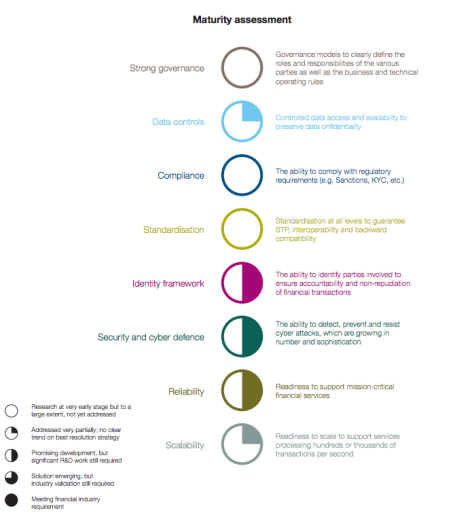 Maturity assessment
Strong governance
Governance models to clearly define the
roles and responsibilities of the various
parties as well as the business and technical
operating rules
Data controls
Controlled data access and availability to
preserve data onfidentiality
Compliance
The ability to comply with regulatory
requirements (e.g. Sanctions, KYC, etc.)
Standardisation
Standardisation at all levels to guarantee
STP, interoperability and backward
compatibility
Identity framework
The ability to identify parties involved to
ensure accountability and non-repudiation
of financial transactions
Security and cyber defence
The ability to detect, prevent and resist
cyber attacks, which are growing in
number and sophistication
Reliability
Readiness to support mission-critical
financial services
Scalability
Readiness to scale to support services
processing hundreds or thousands of
transactions per second
Research at very early stage but to a
large extent, not yet addressed
Addressed very partially; no clear
trend on best resolution strategy
Promising development, but
significant R&D work still required
Solution emerging, but
industry validation still required
Meeting financial industry
requirement